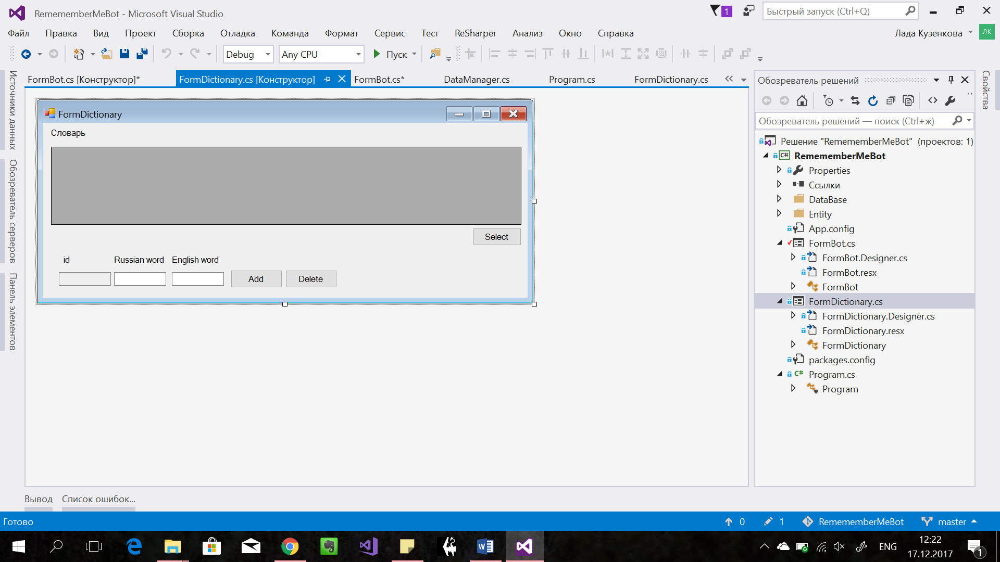 RemememberMeBot - Microsoft Visual Studio
1
Быстрый запуск (Ctrl+Q)
Файл Правка Вид Проект Сборка Отладка Команда Формат Сервис Тест ReSharper Анализ Окно Справка
Лада Кузенкова
ЛК
Debug
Any CPU
Пуск
Источники данных
Обозреватель серверов
Панель элементов
FormBot.cs [Конструктор]*
FormDictionary.cs [Конструктор]
FormBot.cs*
DataManager.cs
Program.cs
FormDictionary.cs
FormDictionary
Словарь
Select
id
Russian word
English word
Add
Delete
Обозреватель решений
Обозреватель решений — поиск (Ctrl+ж)
Решение "RemememberMeBot" (проектов: 1)
C# RemememberMeBot
Properties
Ссылки
DataBase
Entity
App.config
FormBot.cs
FormBot.Designer.cs
FormBot.resx
FormBot
FormDictionary.cs
FormDictionary.Designer.cs
FormDictionary.resx
FormDictionary
packages.config
C# Program.cs
Program
Свойства
Вывод
Список ошибок...
Готово
0
1
RemememberMeBot
master
ENG
12:22
17.12.2017
1